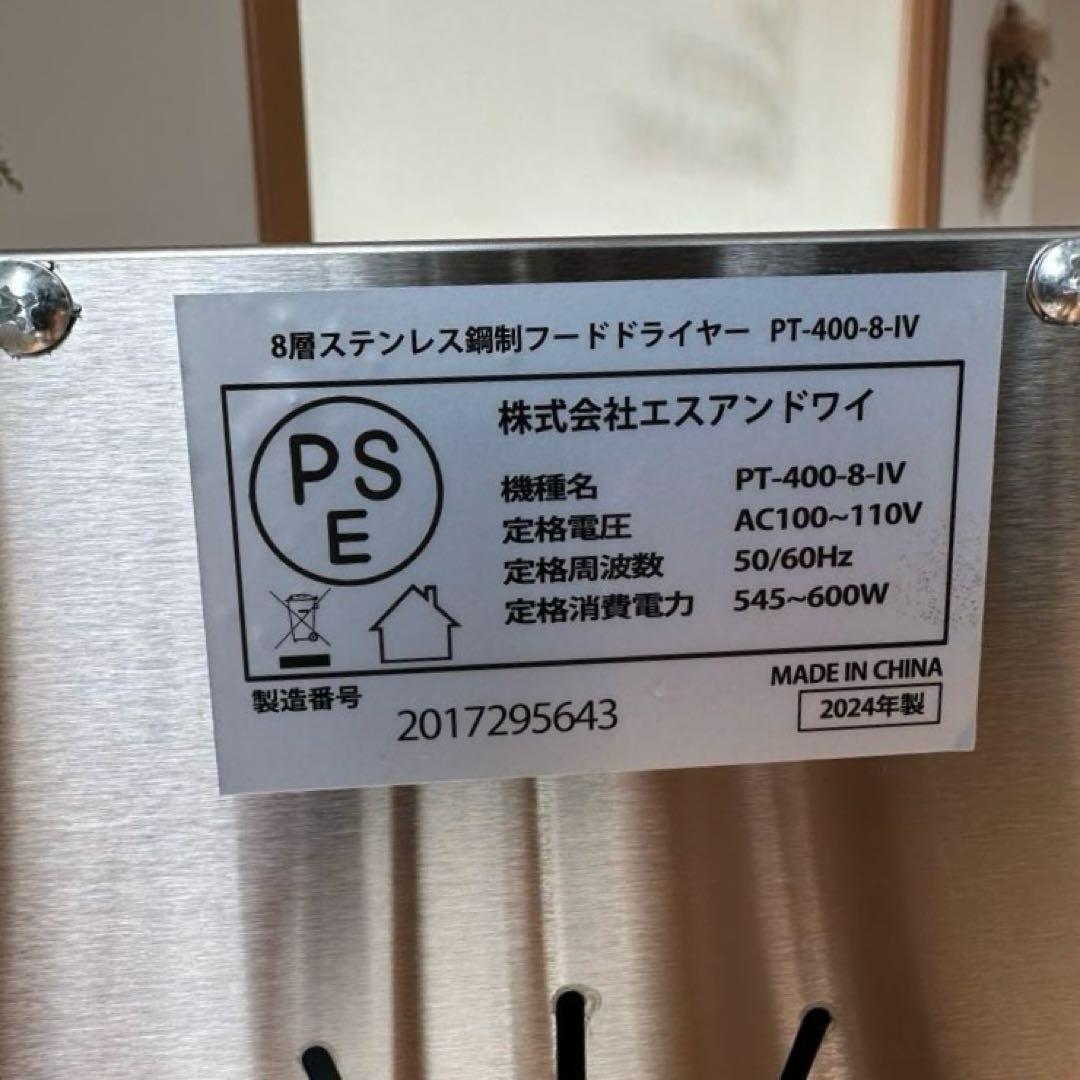 8層ステンレス鋼制フードドライヤー PT-400-8-IV
PS
E
株式会社エスアンドワイ
機種名 PT-400-8-IV
定格電圧 AC100~110V
定格周波数 50/60Hz
定格消費電力 545~600W
MADE IN CHINA
製造番号 2017295643
2024年製